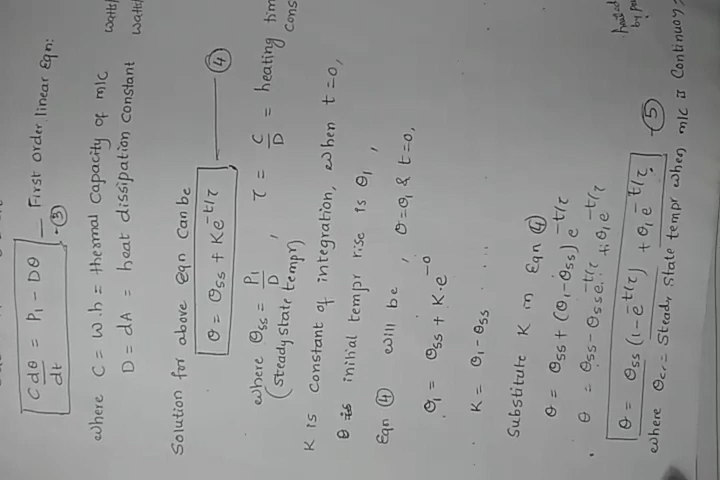 C dθ/dt = P₁ - Dθ — First order linear Eqn:
- ③
where C = W.h = thermal capacity of m/c
D = dA = heat dissipation constant
Solution for above eqn can be
θ = θss + Ke^-t/τ — ④
where θss = P₁/D , τ = C/D = heating
(steady state tempr)
K is constant of integration, when t=0,
θ is initial tempr rise is θ₁,
Eqn ④ will be , θ=θ₁ & t=0,
θ₁ = θss + K.e^-0
K = θ₁ - θss
Substitute K in Eqn ④
θ = θss + (θ₁-θss) e^-t/τ
θ = θss - θss e^-t/τ + θ₁ e^-t/τ
θ = θss (1-e^-t/τ) + θ₁ e^-t/τ. - ⑤
where = Steady state tempr when m/c is Continuoy
by